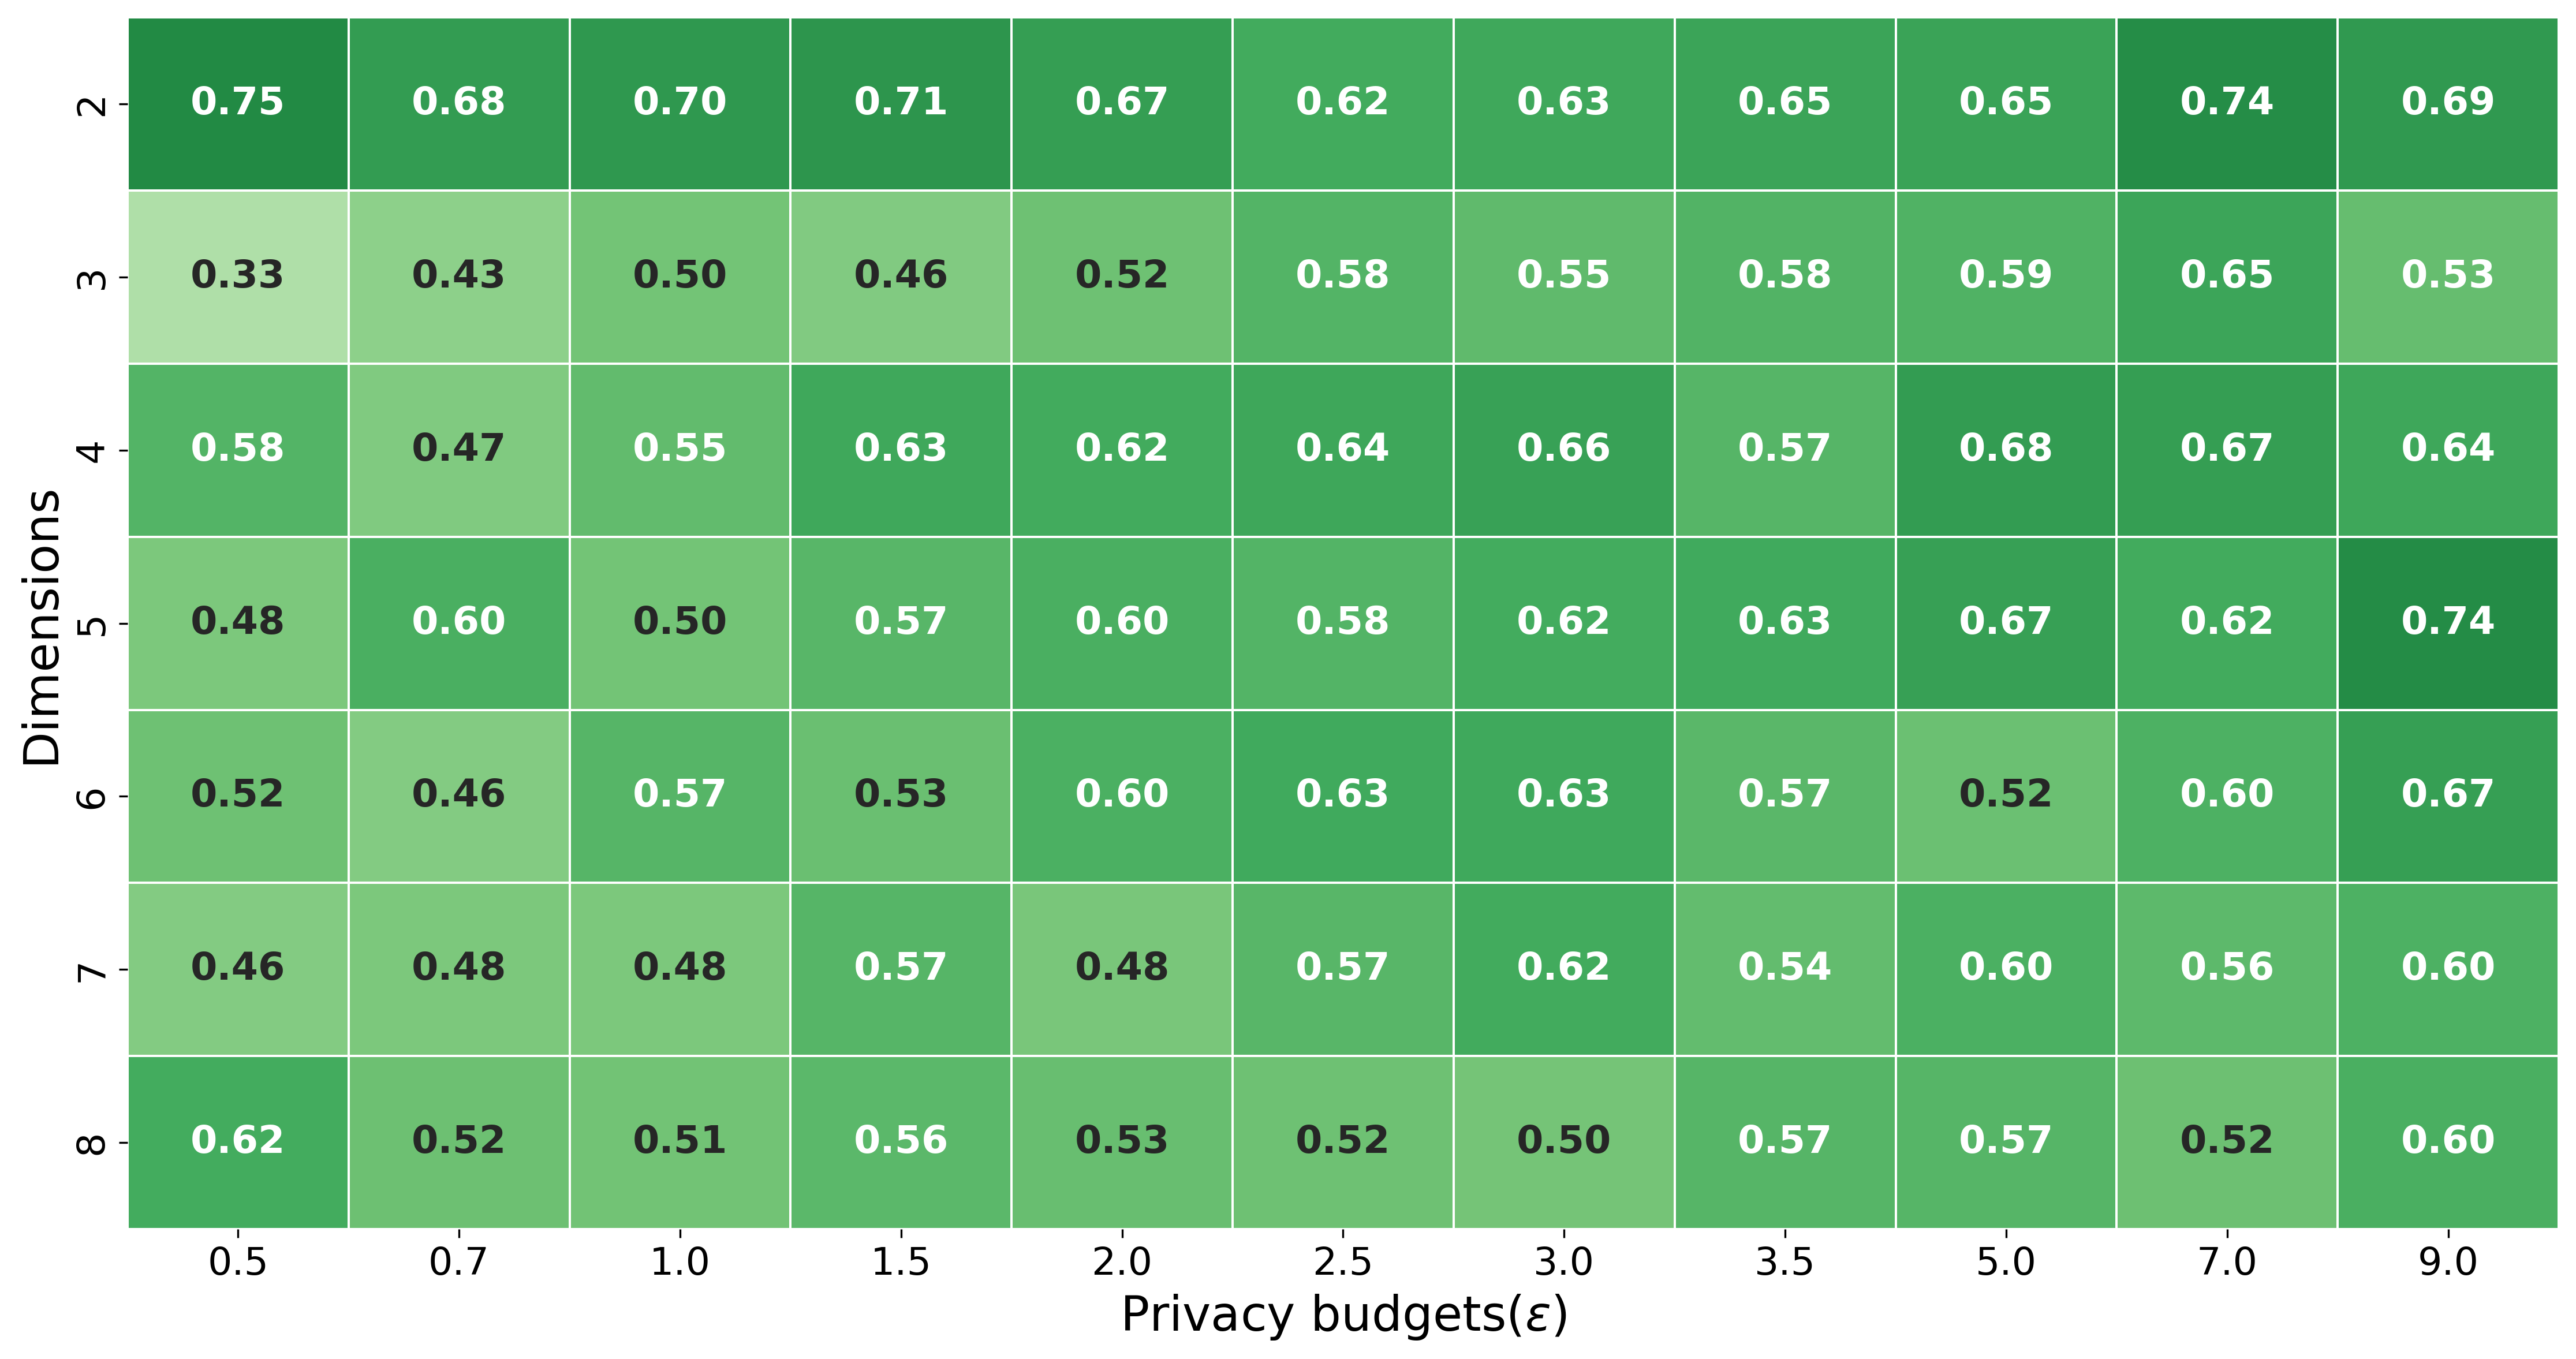 2 0.75 0.68 0.70 0.71 0.67 0.62 0.63 0.65 0.65 0.74 0.69
3 0.33 0.43 0.50 0.46 0.52 0.58 0.55 0.58 0.59 0.65 0.53
4 0.58 0.47 0.55 0.63 0.62 0.64 0.66 0.57 0.68 0.67 0.64
5 0.48 0.60 0.50 0.57 0.60 0.58 0.62 0.63 0.67 0.62 0.74
6 0.52 0.46 0.57 0.53 0.60 0.63 0.63 0.57 0.52 0.60 0.67
7 0.46 0.48 0.48 0.57 0.48 0.57 0.62 0.54 0.60 0.56 0.60
8 0.62 0.52 0.51 0.56 0.53 0.52 0.50 0.57 0.57 0.52 0.60
0.5 0.7 1.0 1.5 2.0 2.5 3.0 3.5 5.0 7.0 9.0
Privacy budgets(ε)
Dimensions